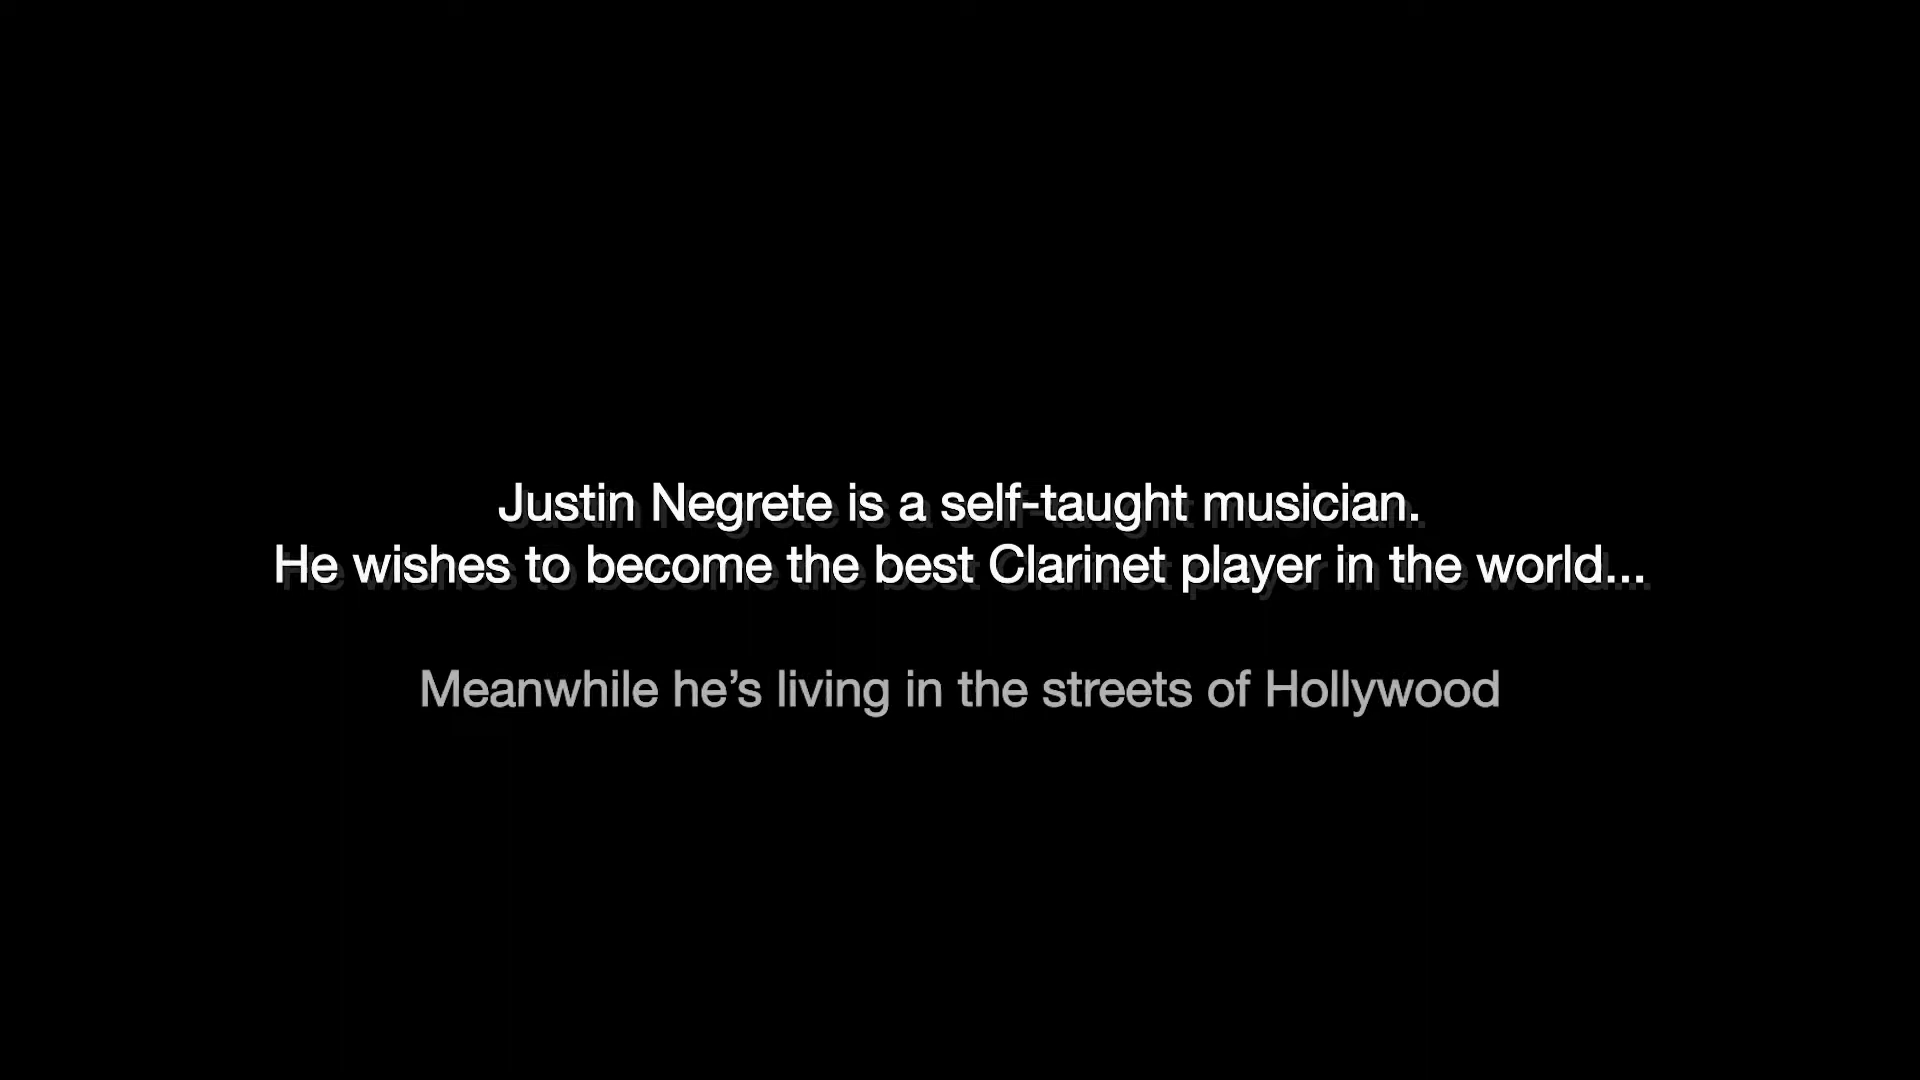 Justin Negrete is a self-taught musician.
He wishes to become the best Clarinet player in the world...
Meanwhile he’s living in the streets of Hollywood